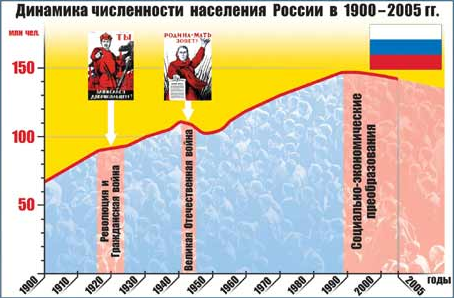 Динамика численности населения России в 1900–2005 гг.
млн чел.
ТЫ
ЗАПИСАЛСЯ ДОБРОВОЛЬЦЕМ?
РОДИНА-МАТЬ
ЗОВЕТ!
150
100
50
Революция и
Гражданская война
Великая Отечественная война
Социально-экономические
преобразования
1900
1910
1920
1930
1940
1950
1960
1970
1980
1990
2000
2005
годы